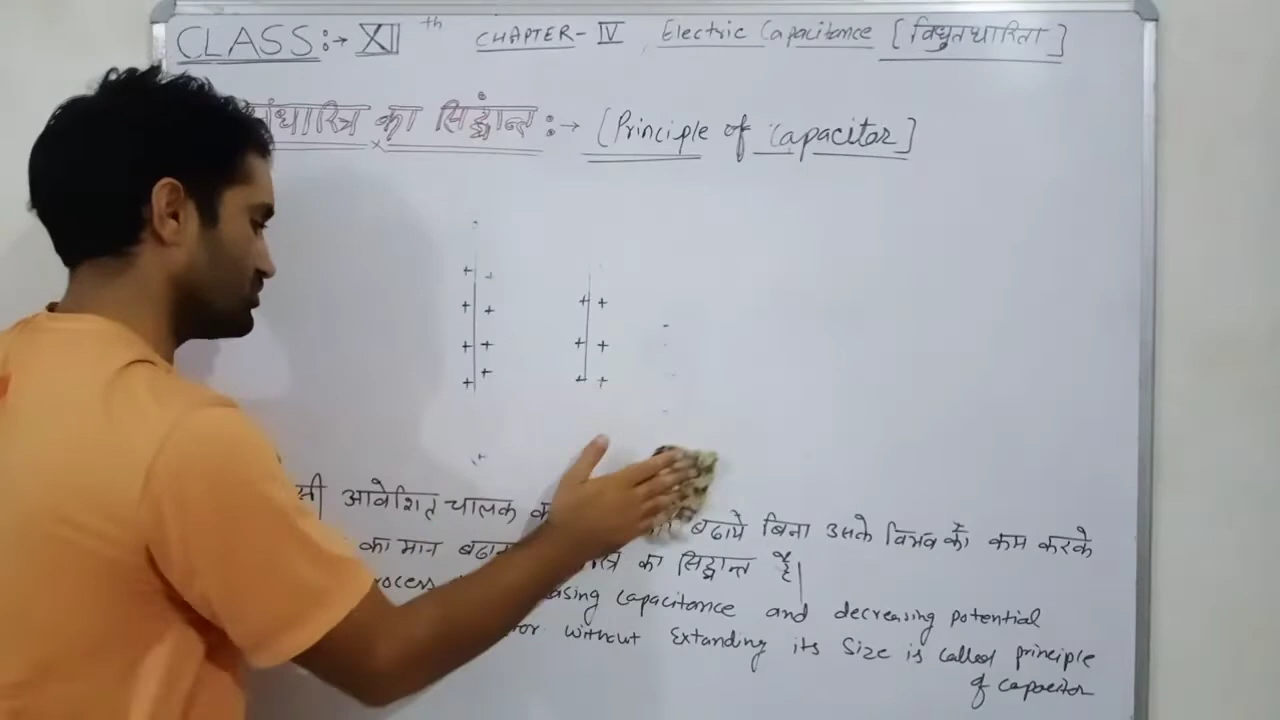 CLASS:→ XI th CHAPTER- IV, Electric Capacitance [विधुतधारिता]
का सिद्धांन्त :→ [Principle of Capacitor]
+ + + +
+ + + +
+ + + +
+ + + +
आवेशित चालक बढाये बिना उसके विभव को कम करके
का मान का सिद्धान्त है।
capacitance and decreasing potential
without Extanding its Size is called principle
of capacitor